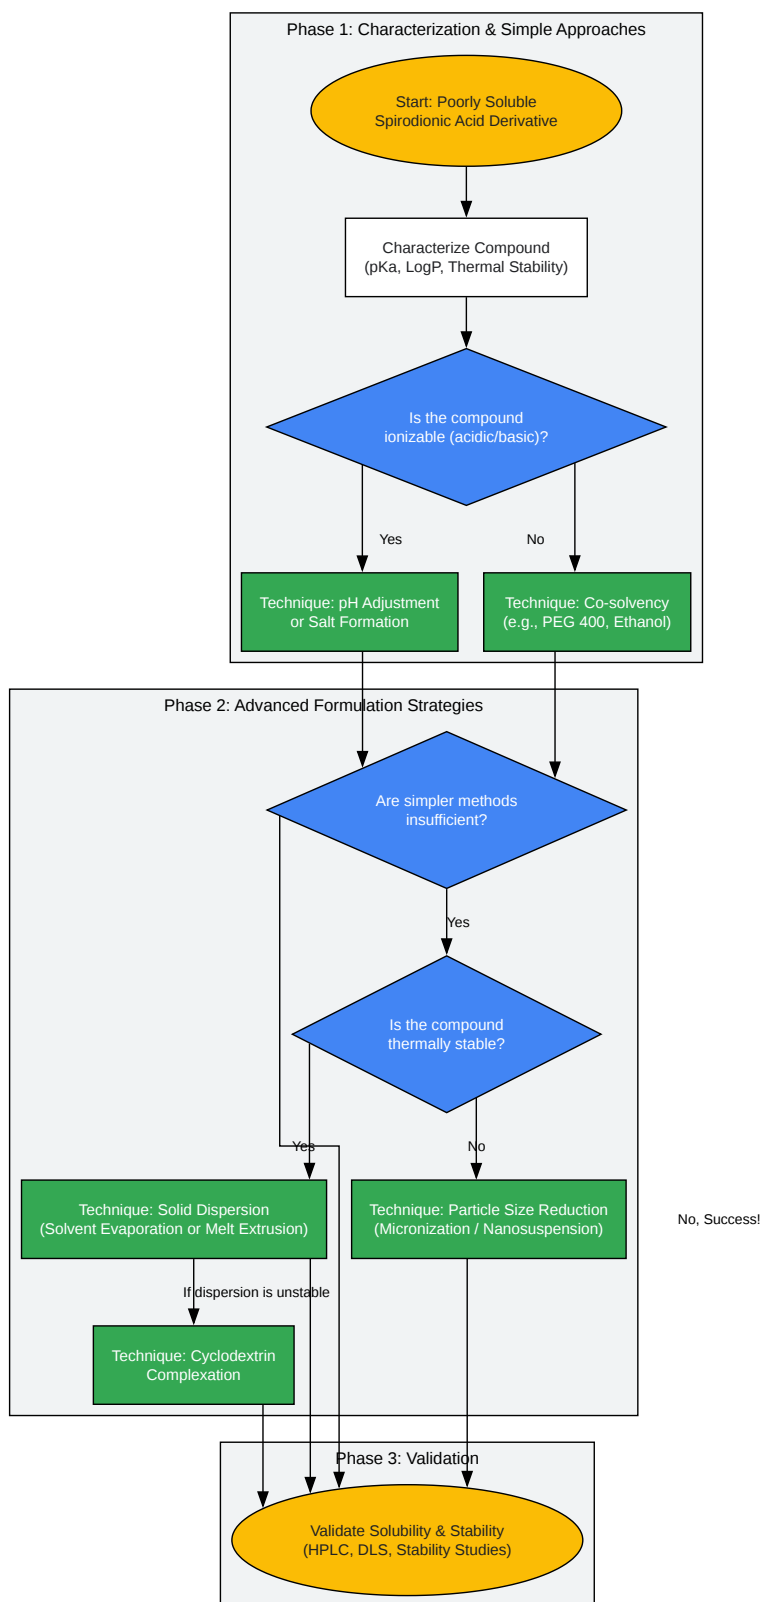 Phase 1: Characterization & Simple Approaches
Start: Poorly Soluble
Spirodionic Acid Derivative
Characterize Compound
(pKa, LogP, Thermal Stability)
Is the compound
ionizable (acidic/basic)?
Yes
No
Technique: pH Adjustment
or Salt Formation
Technique: Co-solvency
(e.g., PEG 400, Ethanol)
Phase 2: Advanced Formulation Strategies
Are simpler methods
insufficient?
Yes
Is the compound
thermally stable?
Yes
No
Technique: Solid Dispersion
(Solvent Evaporation or Melt Extrusion)
Technique: Particle Size Reduction
(Micronization / Nanosuspension)
No, Success!
If dispersion is unstable
Technique: Cyclodextrin
Complexation
Phase 3: Validation
Validate Solubility & Stability
(HPLC, DLS, Stability Studies)